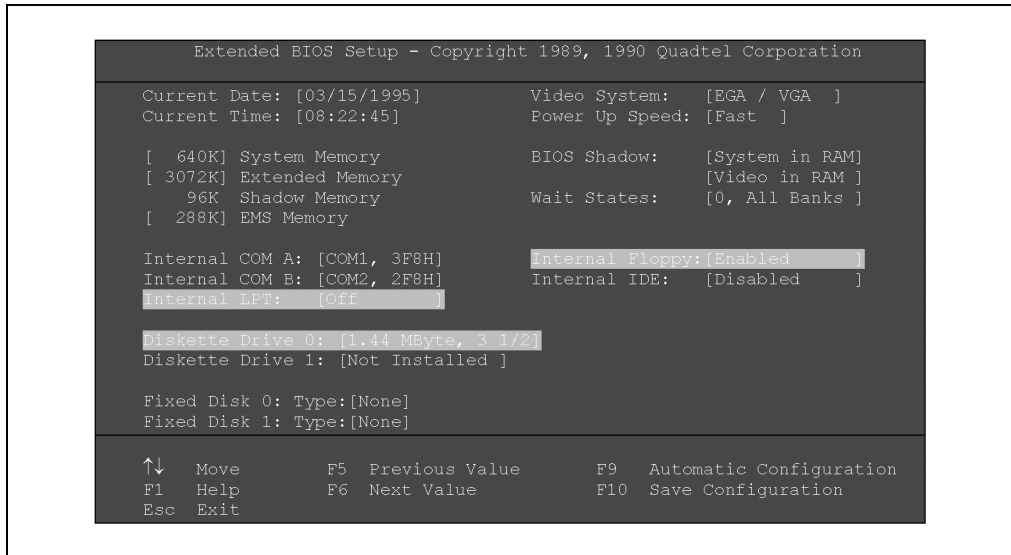 Extended BIOS Setup - Copyright 1989, 1990 Quadtel Corporation
Current Date: [03/15/1995] Video System: [EGA / VGA ]
Current Time: [08:22:45] Power Up Speed: [Fast ]
[ 640K] System Memory BIOS Shadow: [System in RAM]
[ 3072K] Extended Memory [Video in RAM ]
96K Shadow Memory Wait States: [0, All Banks ]
[ 288K] EMS Memory
Internal COM A: [COM1, 3F8H] Internal Floppy:[Enabled ]
Internal COM B: [COM2, 2F8H] Internal IDE: [Disabled ]
Internal LPT: [Off ]
Diskette Drive 0: [1.44 MByte, 3 1/2]
Diskette Drive 1: [Not Installed ]
Fixed Disk 0: Type:[None]
Fixed Disk 1: Type:[None]
↑↓ Move F5 Previous Value F9 Automatic Configuration
F1 Help F6 Next Value F10 Save Configuration
Esc Exit